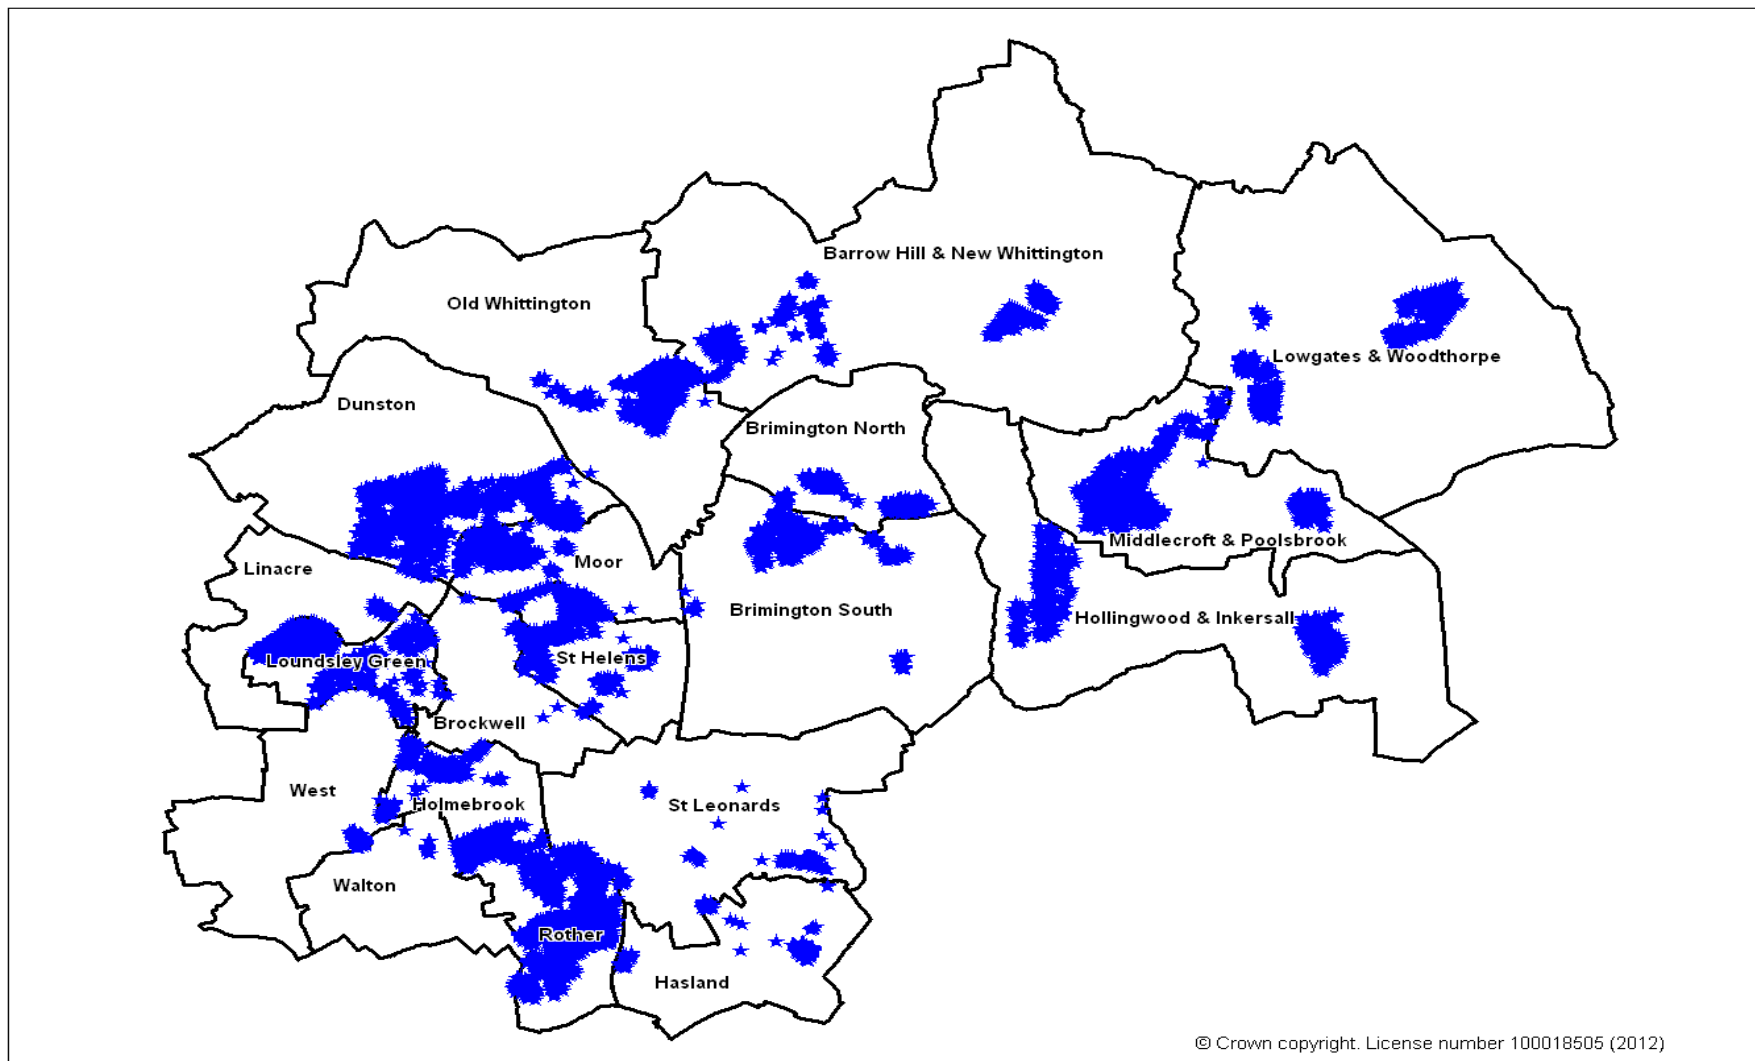 Barrow Hill & New Whittington
Old Whittington
Lowgates & Woodthorpe
Dunston
Brimington North
Middlecroft & Poolsbrook
Moor
Linacre
Brimington South
Hollingwood & Inkersall
St Helens
Loundsley Green
Brockwell
West
Holmebrook
St Leonards
Walton
Rother
Hasland
© Crown copyright. License number 100018505 (2012)